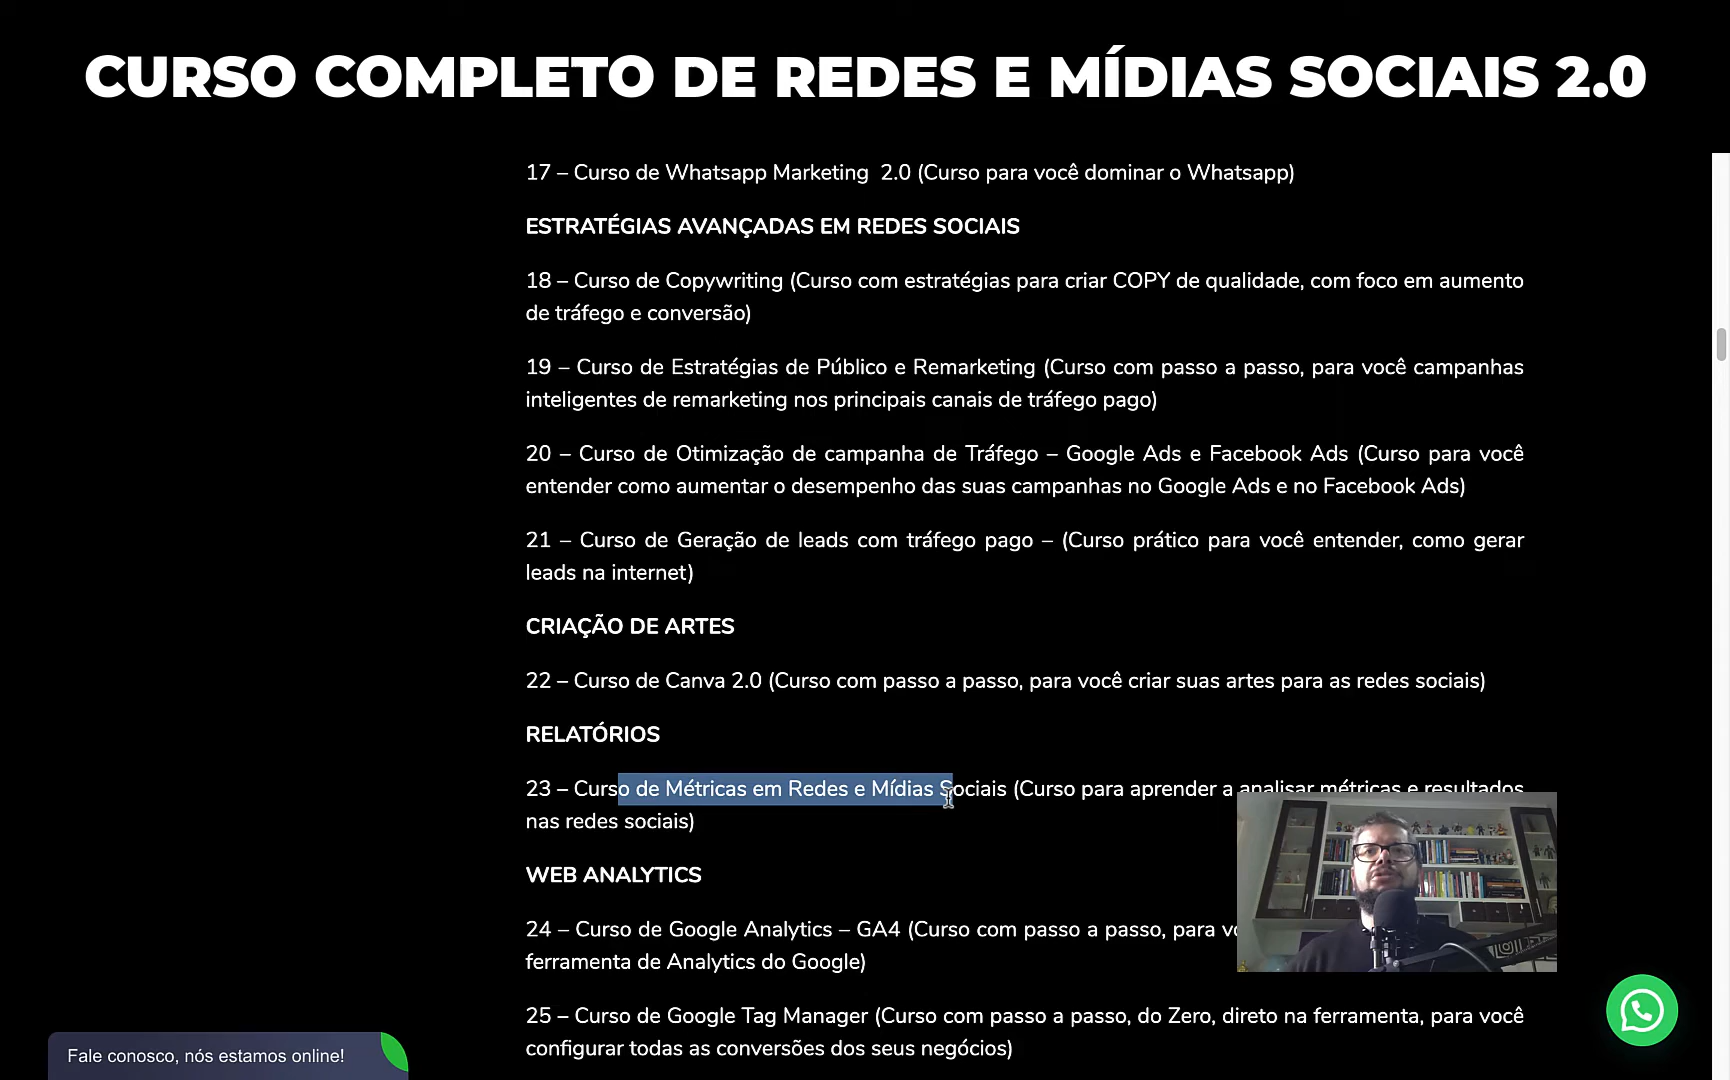 CURSO COMPLETO DE REDES E MÍDIAS SOCIAIS 2.0
17 – Curso de Whatsapp Marketing 2.0 (Curso para você dominar o Whatsapp)
ESTRATÉGIAS AVANÇADAS EM REDES SOCIAIS
18 – Curso de Copywriting (Curso com estratégias para criar COPY de qualidade, com foco em aumento
de tráfego e conversão)
19 – Curso de Estratégias de Público e Remarketing (Curso com passo a passo, para você campanhas
inteligentes de remarketing nos principais canais de tráfego pago)
20 – Curso de Otimização de campanha de Tráfego – Google Ads e Facebook Ads (Curso para você
entender como aumentar o desempenho das suas campanhas no Google Ads e no Facebook Ads)
21 – Curso de Geração de leads com tráfego pago – (Curso prático para você entender, como gerar
leads na internet)
CRIAÇÃO DE ARTES
22 – Curso de Canva 2.0 (Curso com passo a passo, para você criar suas artes para as redes sociais)
RELATÓRIOS
23 – Curso de Métricas em Redes e Mídias Sociais (Curso para aprender a analisar métricas e resultados
nas redes sociais)
WEB ANALYTICS
24 – Curso de Google Analytics – GA4 (Curso com passo a passo, para
ferramenta de Analytics do Google)
25 – Curso de Google Tag Manager (Curso com passo a passo, do Zero, direto na ferramenta, para você
configurar todas as conversões dos seus negócios)
Fale conosco, nós estamos online!